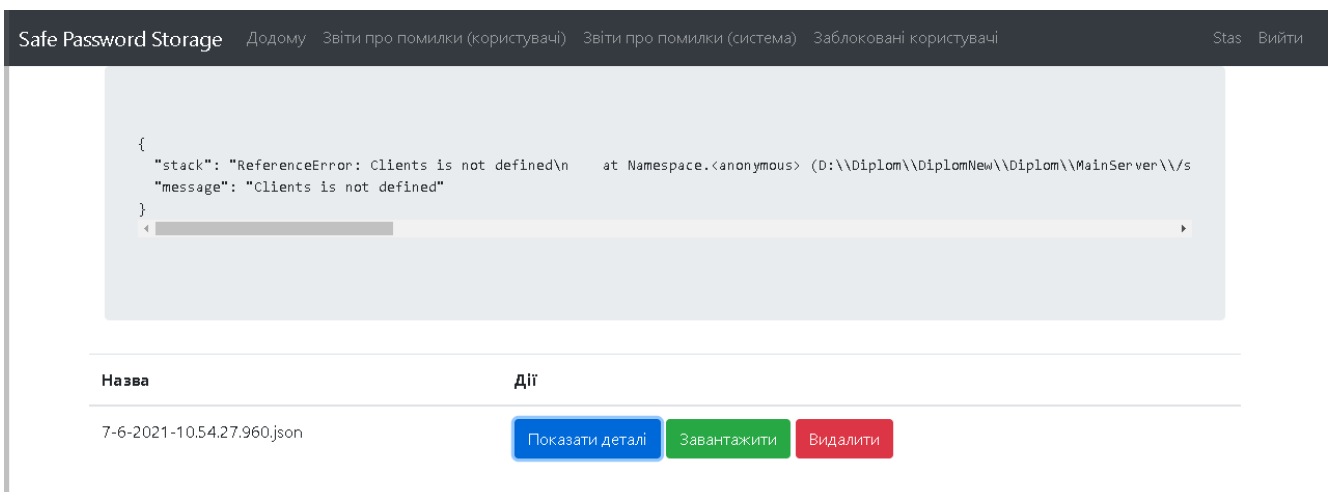 Safe Password Storage Додому Звіти про помилки (користувачі) Звіти про помилки (система) Заблоковані користувачі Stas Вийти
{
"stack": "ReferenceError: Clients is not defined\n    at Namespace.<anonymous> (D:\\Diplom\\DiplomNew\\Diplom\\MainServer\\/s
"message": "Clients is not defined"
}
Назва Дії
7-6-2021-10.54.27.960.json Показати деталі Завантажити Видалити